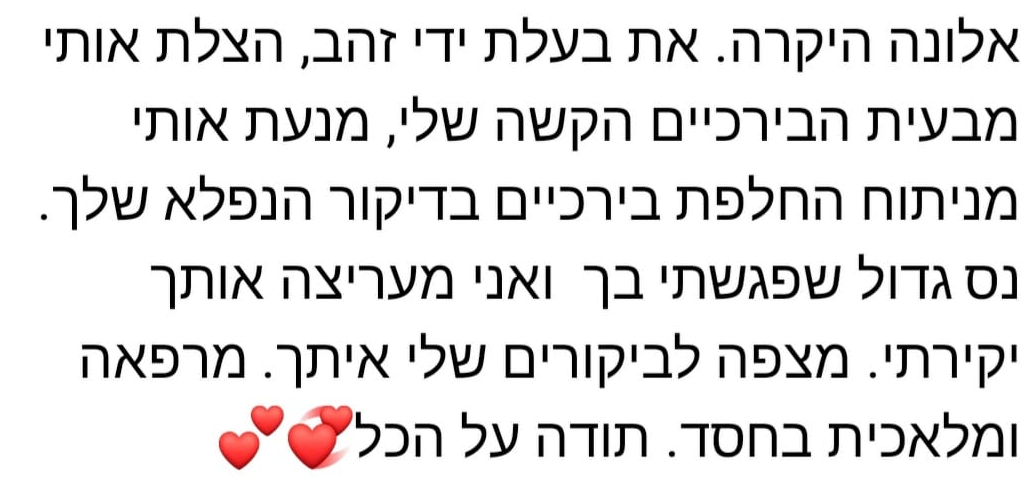 אלונה היקרה. את בעלת ידי זהב, הצלת אותי
מבעית הבירכיים הקשה שלי, מנעת אותי
מניתוח החלפת בירכיים בדיקור הנפלא שלך.
נס גדול שפגשתי בך  ואני מעריצה אותך
יקירתי. מצפה לביקורים שלי איתך. מרפאה
ומלאכית בחסד. תודה על הכל💞💕